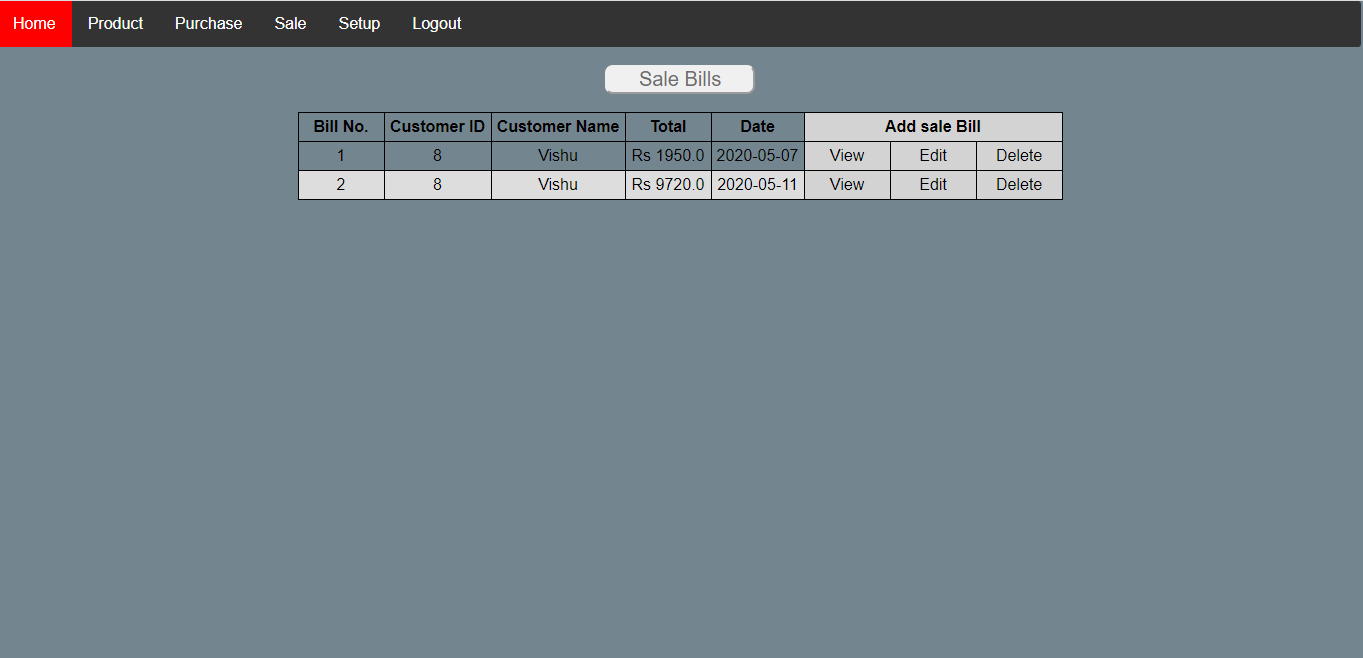 Home Product Purchase Sale Setup Logout
Sale Bills
Bill No. Customer ID Customer Name Total Date Add sale Bill
1 8 Vishu Rs 1950.0 2020-05-07 View Edit Delete
2 8 Vishu Rs 9720.0 2020-05-11 View Edit Delete